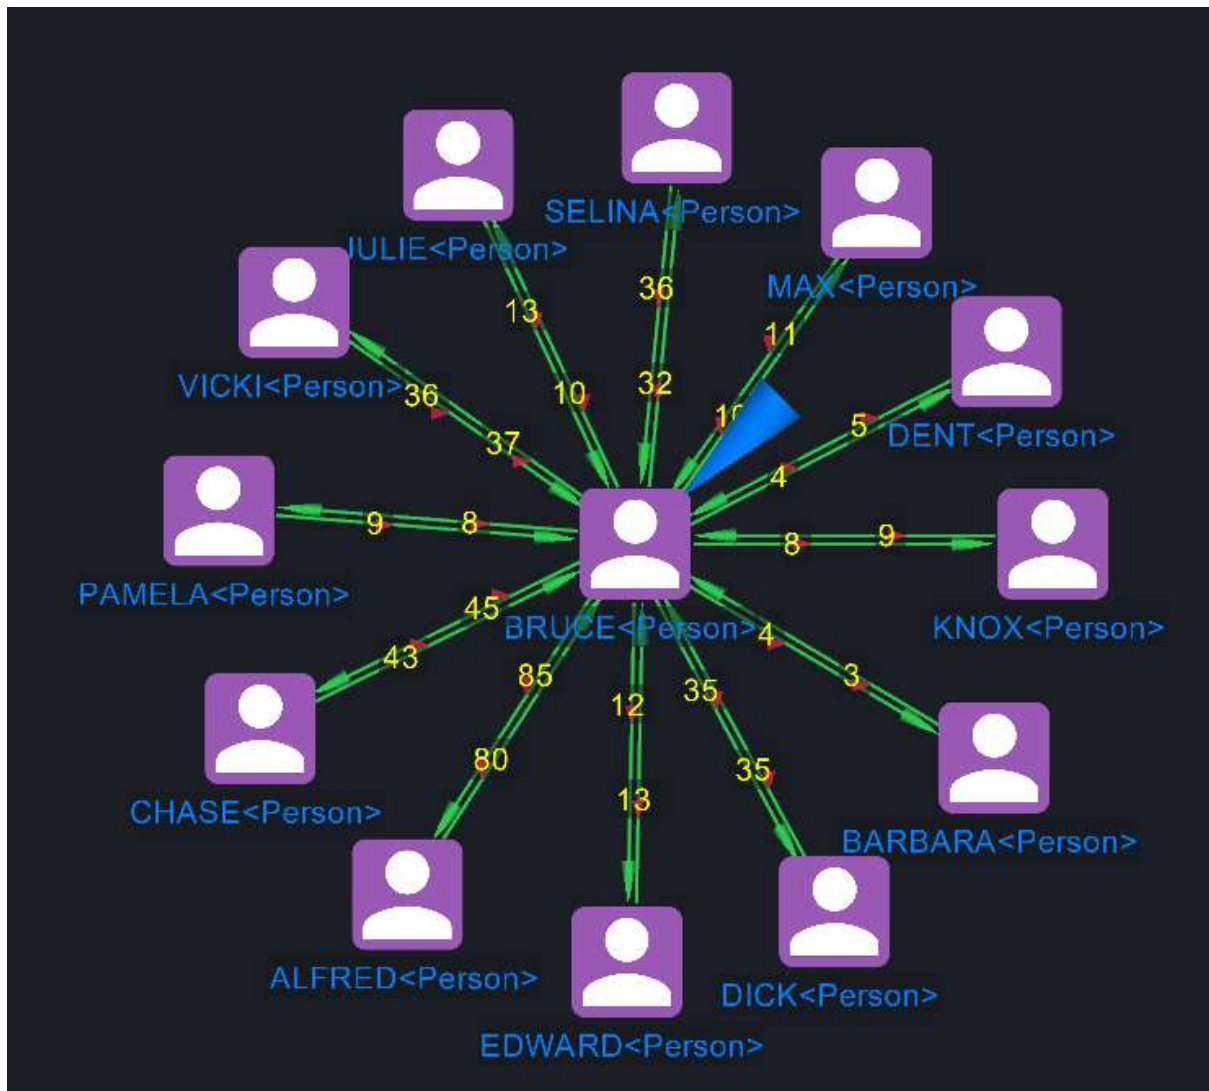 SELINA<Person>
JULIE<Person>
MAX<Person>
36
13
11
VICKI<Person>
36
32
10
DENT<Person>
5
37
4
9
8
8
9
PAMELA<Person>
45
BRUCE<Person>
4
KNOX<Person>
43
85
3
12
35
80
35
13
CHASE<Person>
BARBARA<Person>
ALFRED<Person>
DICK<Person>
EDWARD<Person>